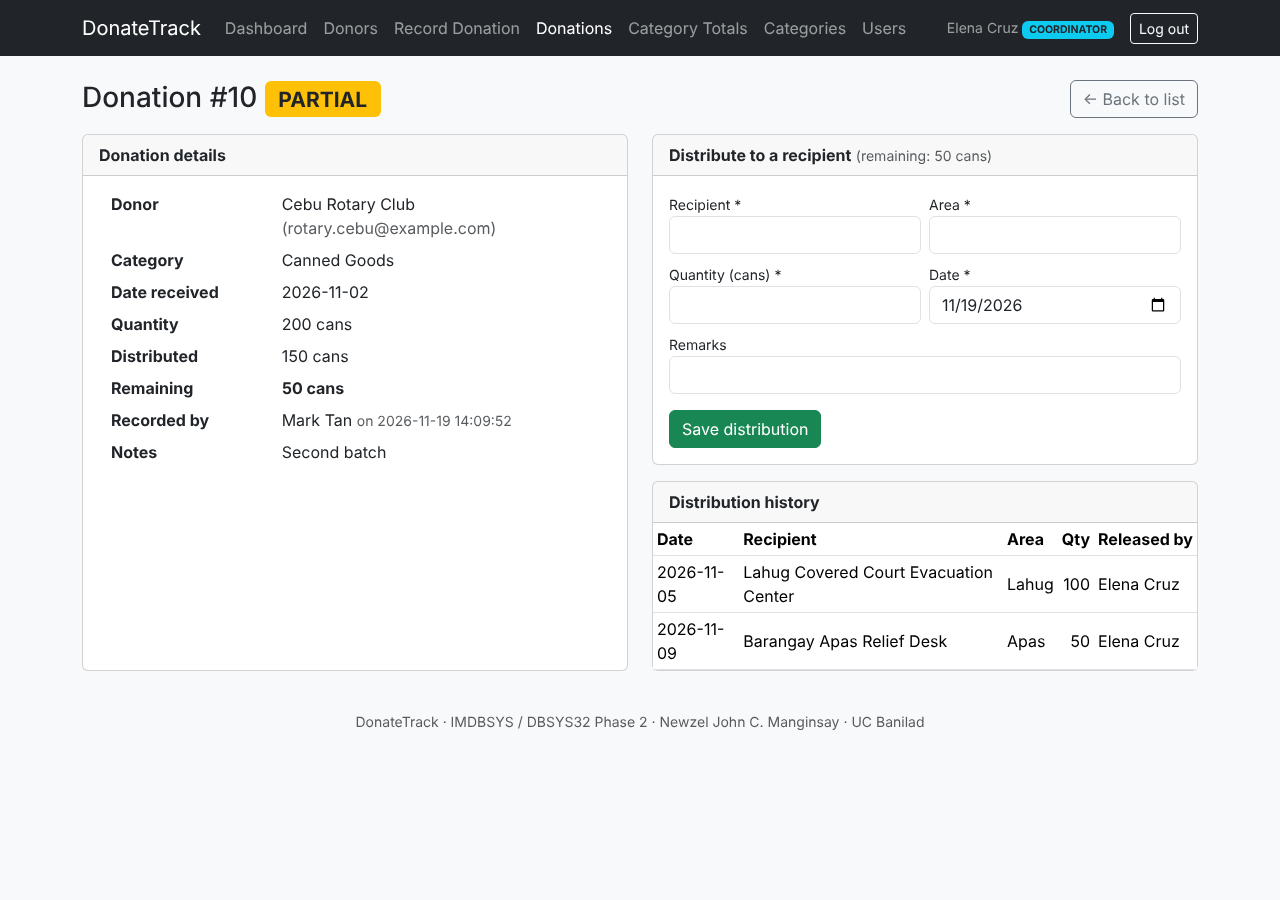 DonateTrack Dashboard Donors Record Donation Donations Category Totals Categories Users Elena Cruz COORDINATOR Log out
Donation #10 PARTIAL ← Back to list
Donation details
Donor Cebu Rotary Club
(rotary.cebu@example.com)
Category Canned Goods
Date received 2026-11-02
Quantity 200 cans
Distributed 150 cans
Remaining 50 cans
Recorded by Mark Tan on 2026-11-19 14:09:52
Notes Second batch
Distribute to a recipient (remaining: 50 cans)
Recipient * Area *
Quantity (cans) * Date *
11/19/2026
Remarks
Save distribution
Distribution history
Date Recipient Area Qty Released by
2026-11-05 Lahug Covered Court Evacuation Center Lahug 100 Elena Cruz
2026-11-09 Barangay Apas Relief Desk Apas 50 Elena Cruz
DonateTrack · IMDBSYS / DBSYS32 Phase 2 · Newzel John C. Manginsay · UC Banilad